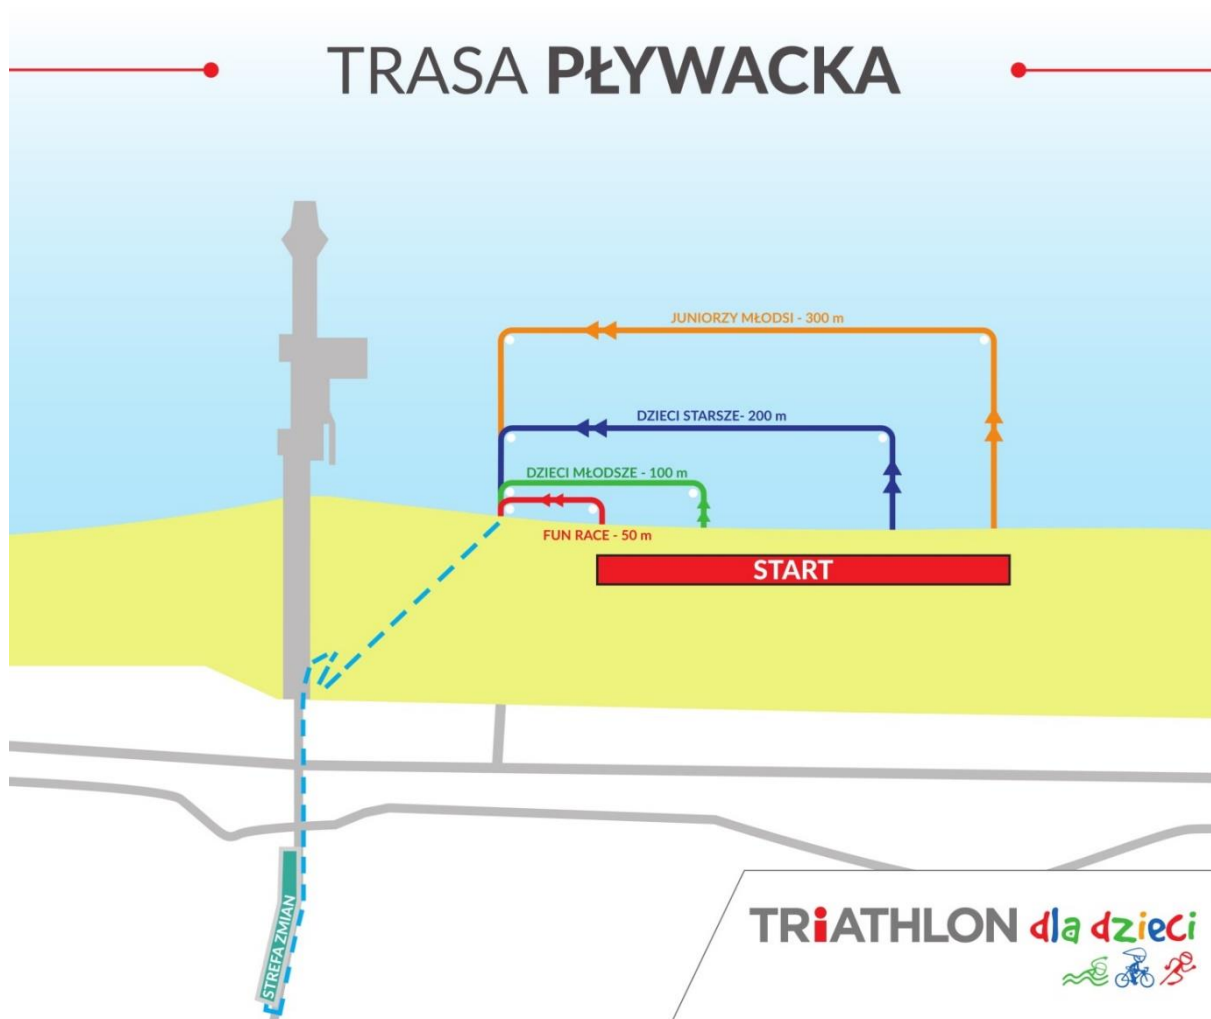 TRASA PŁYWACKA
JUNIORZY MŁODSI - 300 m
DZIECI STARSZE- 200 m
DZIECI MŁODSZE - 100 m
FUN RACE - 50 m
START
STREFA ZMIAN
TRiATHLON dla dzieci